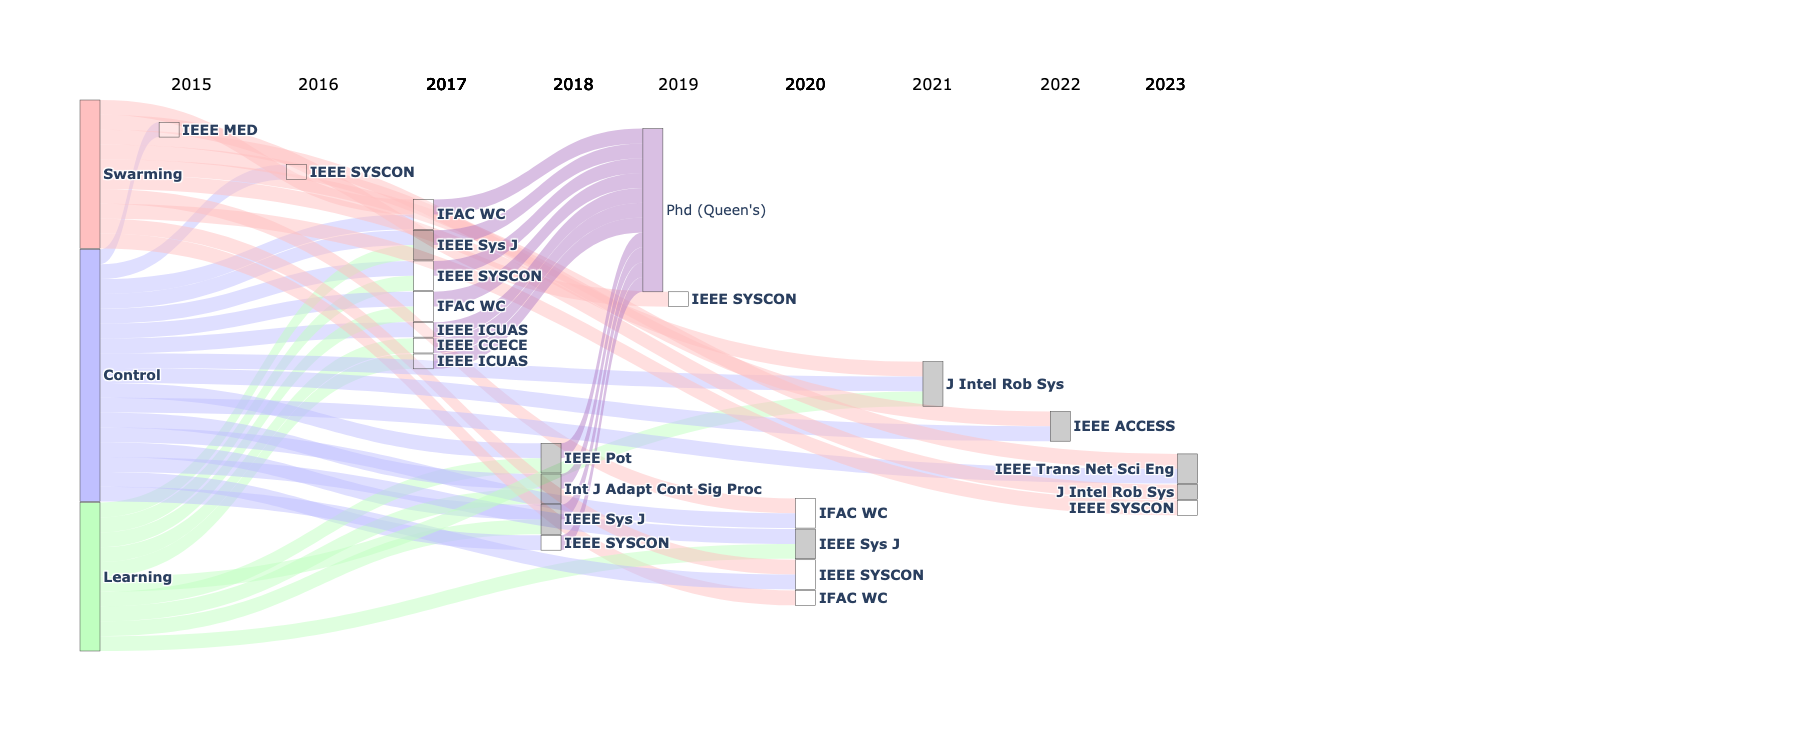 2015 2016 2017 2018 2019 2020 2021 2022 2023
IEEE MED
Swarming
IEEE SYSCON
IFAC WC
Phd (Queen's)
IEEE Sys J
IEEE SYSCON
IEEE SYSCON
IFAC WC
IEEE ICUAS
IEEE CCECE
IEEE ICUAS
Control
J Intel Rob Sys
IEEE ACCESS
IEEE Pot
IEEE Trans Net Sci Eng
Int J Adapt Cont Sig Proc
J Intel Rob Sys
IEEE SYSCON
IFAC WC
IEEE Sys J
IEEE SYSCON
IEEE Sys J
Learning
IEEE SYSCON
IFAC WC